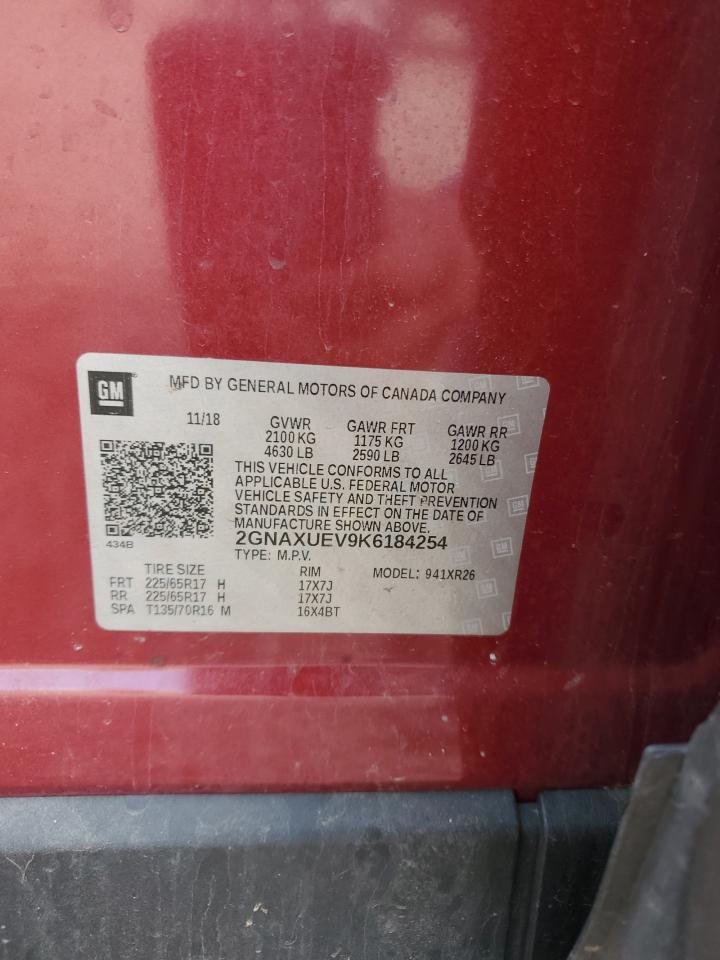 GM
MFD BY GENERAL MOTORS OF CANADA COMPANY
11/18 GVWR GAWR FRT GAWR RR
2100 KG 1175 KG 1200 KG
4630 LB 2590 LB 2645 LB
THIS VEHICLE CONFORMS TO ALL
APPLICABLE U.S. FEDERAL MOTOR
VEHICLE SAFETY AND THEFT PREVENTION
STANDARDS IN EFFECT ON THE DATE OF
MANUFACTURE SHOWN ABOVE.
434B 2GNAXUEV9K6184254
TYPE: M.P.V.
TIRE SIZE RIM MODEL: 941XR26
FRT 225/65R17 H 17X7J
RR 225/65R17 H 17X7J
SPA T135/70R16 M 16X4BT